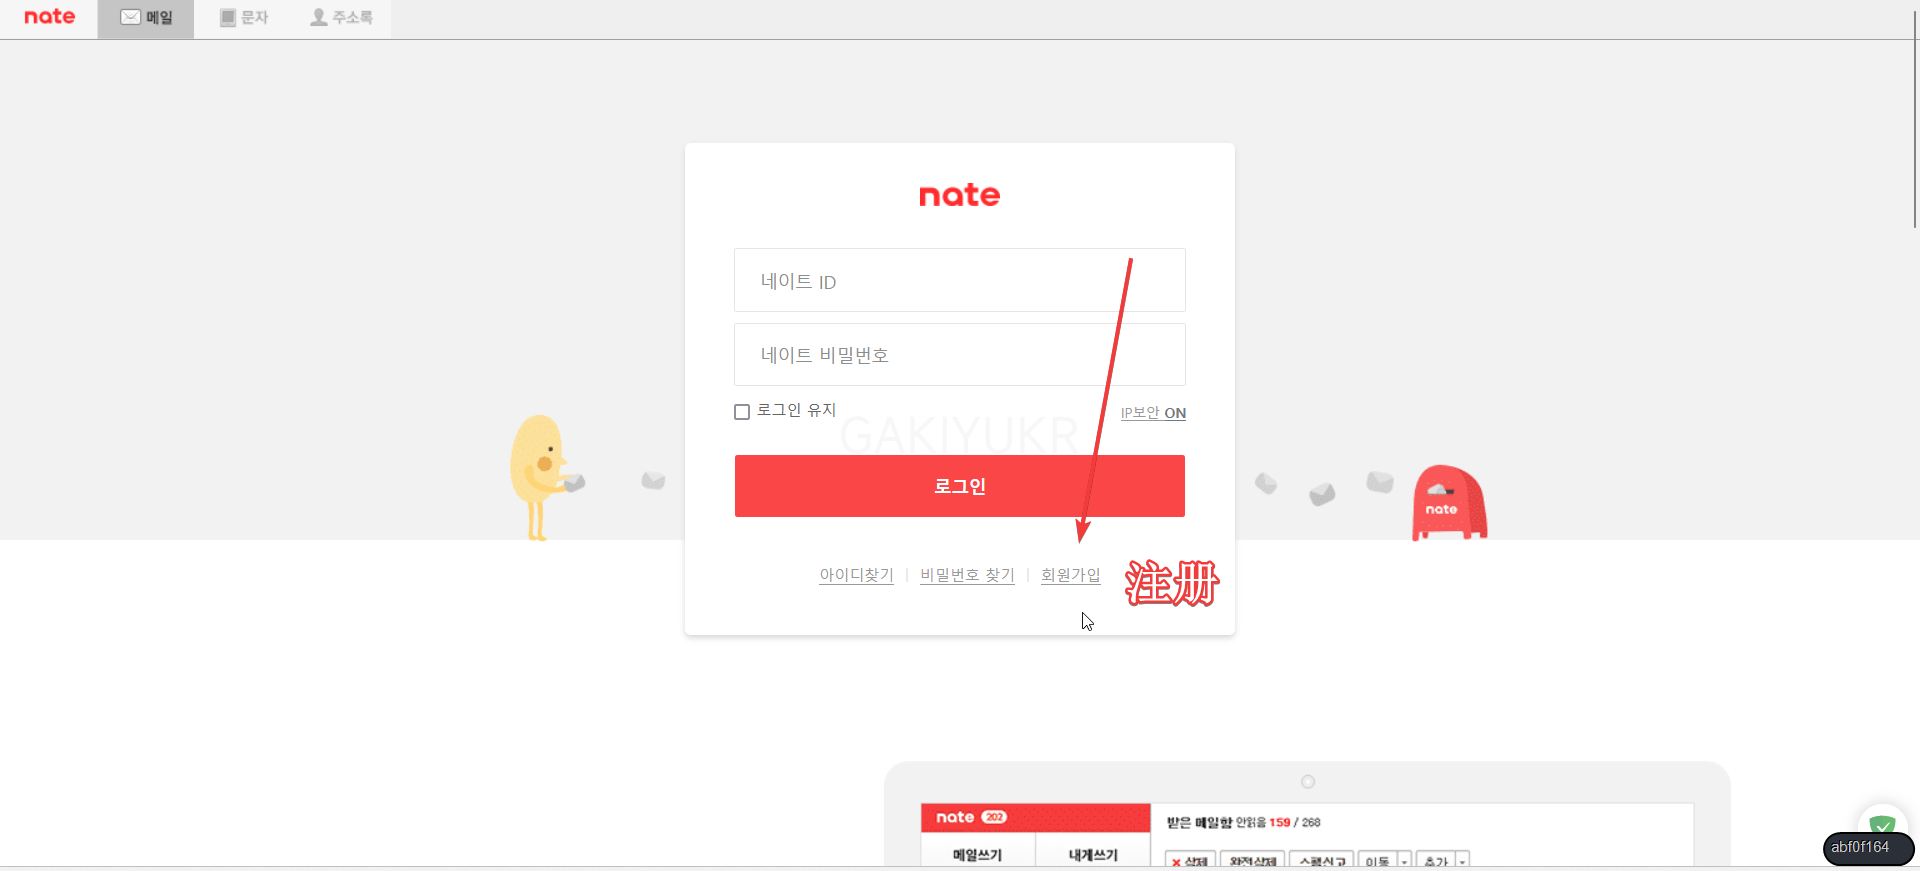 nate
메일
문자
주소록
nate
네이트 ID
네이트 비밀번호
로그인 유지
IP보안 ON
GAKIYUKR
로그인
nate
아이디찾기
비밀번호 찾기
회원가입
注册
nate 202
받은 메일함 안읽음 159 / 268
메일쓰기
내게쓰기
삭제
완전삭제
스팸신고
이동
추가
abf0f164